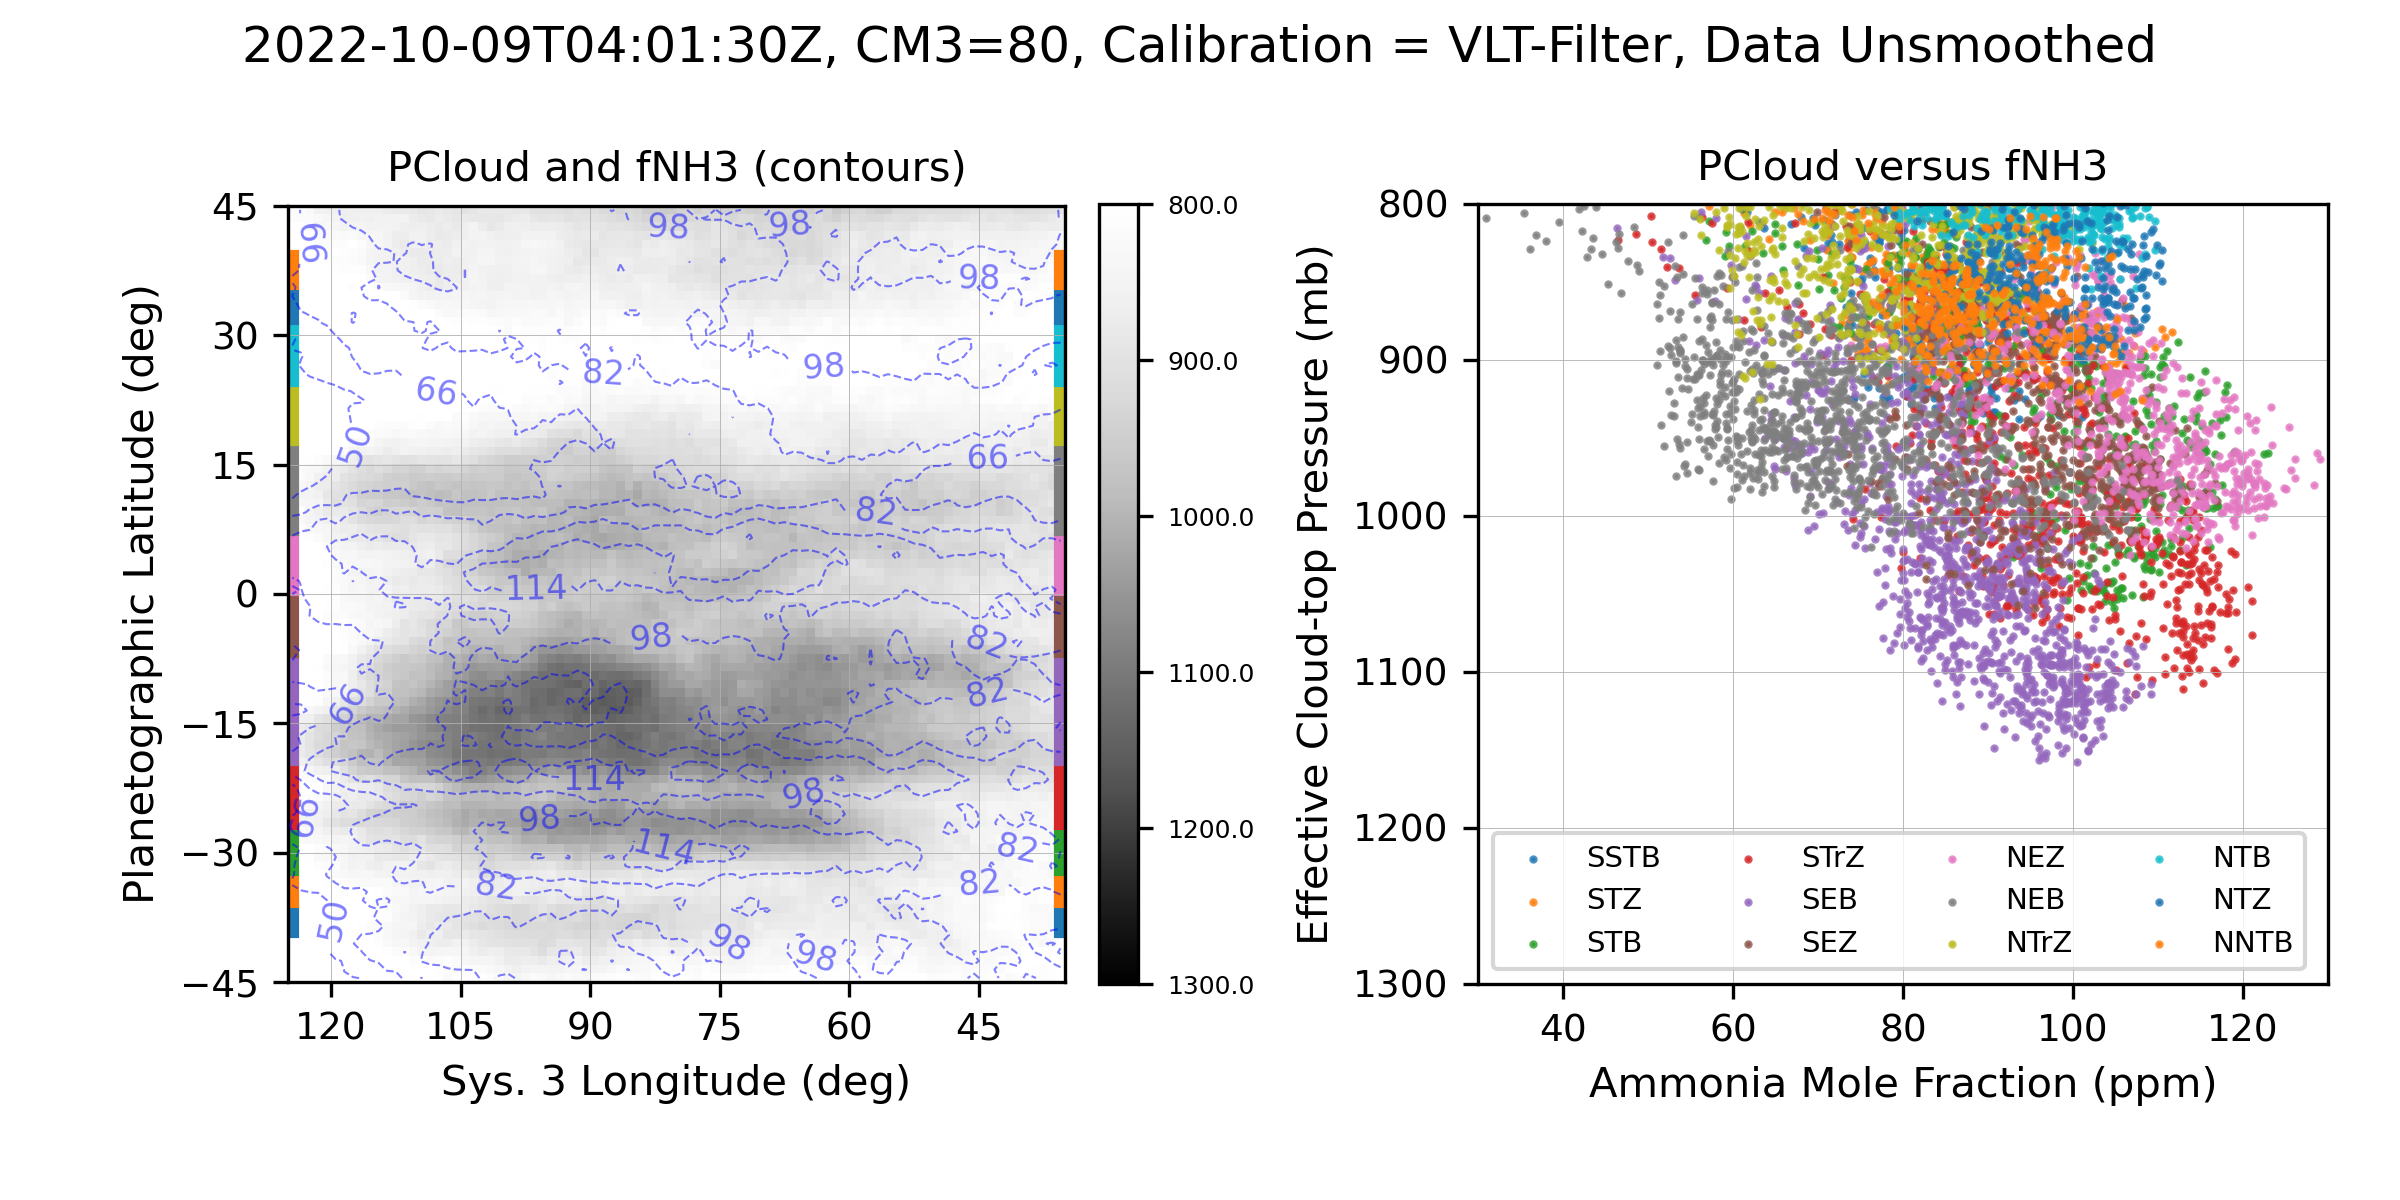 2022-10-09T04:01:30Z, CM3=80, Calibration = VLT-Filter, Data Unsmoothed
PCloud and fNH3 (contours)
Planetographic Latitude (deg)
45
30
15
0
−15
−30
−45
120
105
90
75
60
45
Sys. 3 Longitude (deg)
98
98
66
98
98
82
66
50
66
82
114
98
82
82
66
114
98
98
66
114
82
82
82
50
98
98
800.0
900.0
1000.0
1100.0
1200.0
1300.0
PCloud versus fNH3
Effective Cloud-top Pressure (mb)
800
900
1000
1100
1200
1300
40
60
80
100
120
Ammonia Mole Fraction (ppm)
SSTB
STZ
STB
STrZ
SEB
SEZ
NEZ
NEB
NTrZ
NTB
NTZ
NNTB